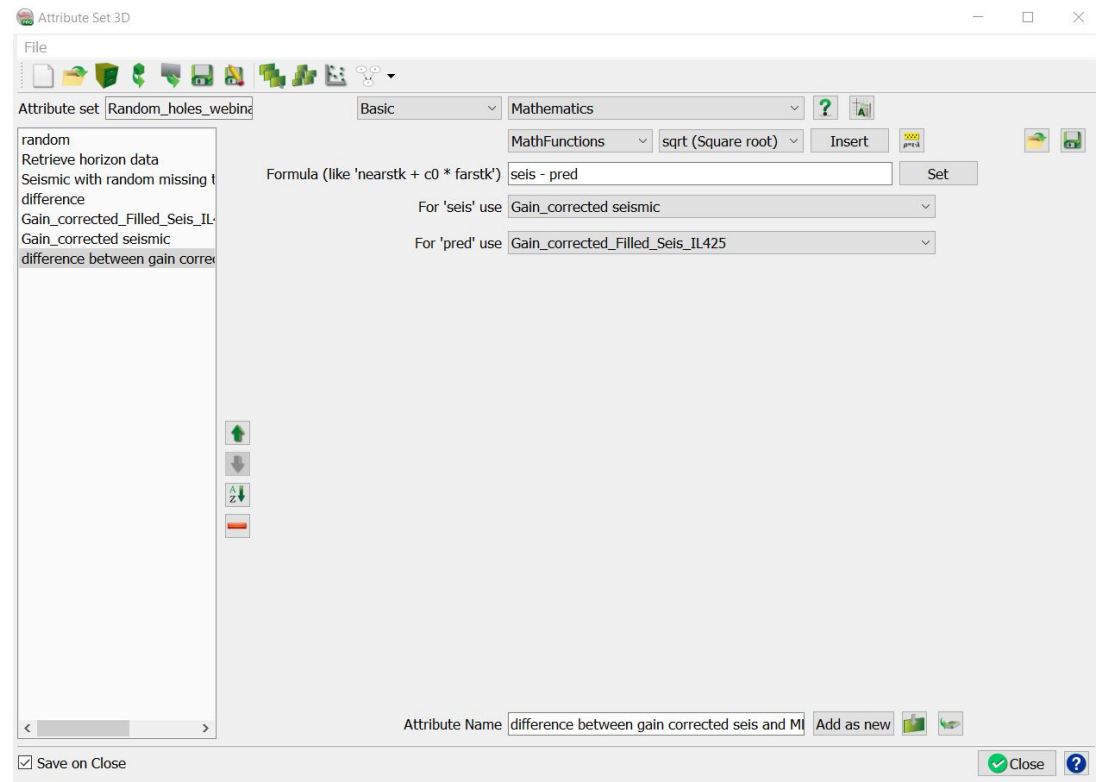 Attribute Set 3D
File
Attribute set Random_holes_webina Basic Mathematics ?
random
Retrieve horizon data
Seismic with random missing t
difference
Gain_corrected_Filled_Seis_IL
Gain_corrected seismic
difference between gain correc
MathFunctions sqrt (Square root) Insert
Formula (like 'nearstk + c0 * farstk') seis - pred Set
For 'seis' use Gain_corrected seismic
For 'pred' use Gain_corrected_Filled_Seis_IL425
A
Z
Attribute Name difference between gain corrected seis and Ml Add as new
Save on Close Close ?